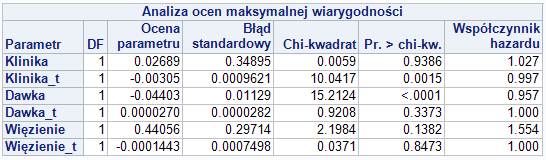 Analiza ocen maksymalnej wiarygodności
Parametr DF Ocena parametru Błąd standardowy Chi-kwadrat Pr. > chi-kw. Współczynnik hazardu
Klinika 1 0.02689 0.34895 0.0059 0.9386 1.027
Klinika_t 1 -0.00305 0.0009621 10.0417 0.0015 0.997
Dawka 1 -0.04403 0.01129 15.2124 <.0001 0.957
Dawka_t 1 0.0000270 0.0000282 0.9208 0.3373 1.000
Więzienie 1 0.44056 0.29714 2.1984 0.1382 1.554
Więzienie_t 1 -0.0001443 0.0007498 0.0371 0.8473 1.000